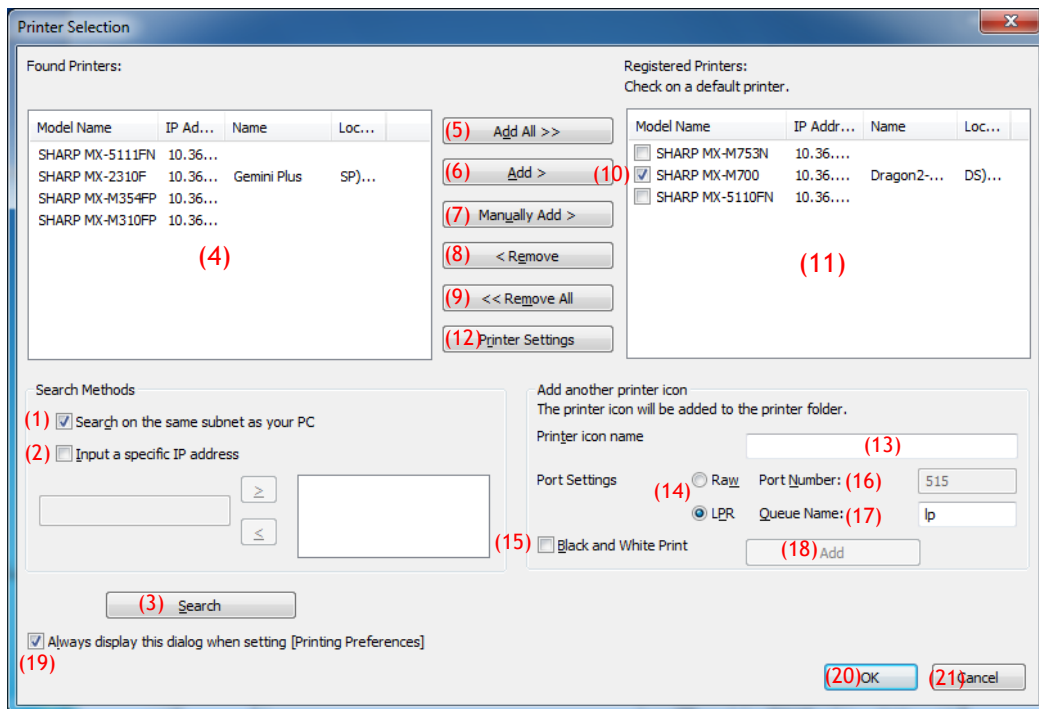 Printer Selection
x
Found Printers:
Registered Printers:
Check on a default printer.
Model Name IP Ad... Name Loc...
SHARP MX-5111FN 10.36...
SHARP MX-2310F 10.36... Gemini Plus SP)...
SHARP MX-M354FP 10.36...
SHARP MX-M310FP 10.36...
(4)
(5) Add All >>
(6) Add >
(7) Manually Add >
(8) < Remove
(9) << Remove All
(12) Printer Settings
Model Name IP Addr... Name Loc...
SHARP MX-M753N 10.36....
(10) SHARP MX-M700 10.36.... Dragon2-... DS)...
SHARP MX-5110FN 10.36....
(11)
Search Methods
(1) Search on the same subnet as your PC
(2) Input a specific IP address
>
<
(3) Search
Add another printer icon
The printer icon will be added to the printer folder.
Printer icon name (13)
Port Settings (14) Raw Port Number: (16) 515
LPR Queue Name: (17) lp
(15) Black and White Print (18) Add
Always display this dialog when setting [Printing Preferences]
(19)
(20) OK (21) Cancel